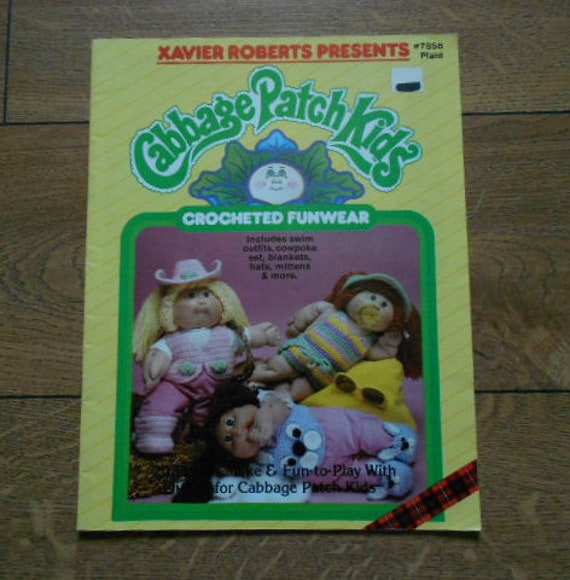 XAVIER ROBERTS PRESENTS
#7856
Plaid
Cabbage Patch Kids
CROCHETED FUNWEAR
Includes swim
outfits, cowpoke
set, blankets,
hats, mittens
& more.
& Fun-to-Play With
for Cabbage Patch Kids